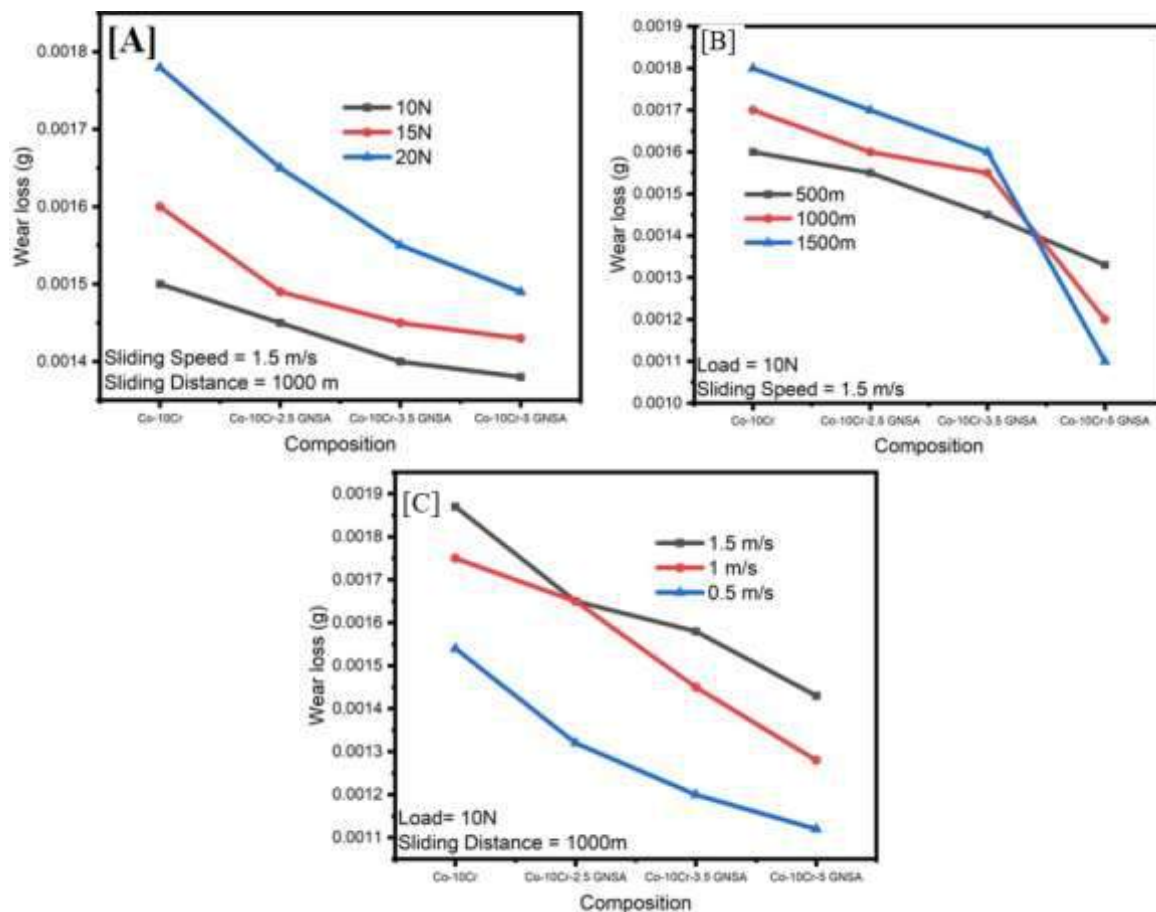 [A]
0.0018
0.0017
0.0016
0.0015
0.0014
Wear loss (g)
10N
15N
20N
Sliding Speed = 1.5 m/s
Sliding Distance = 1000 m
Co-10Cr
Co-10Cr-2.5 GNSA
Co-10Cr-3.5 GNSA
Co-10Cr-5 GNSA
Composition
[B]
0.0019
0.0018
0.0017
0.0016
0.0015
0.0014
0.0013
0.0012
0.0011
0.0010
Wear loss (g)
500m
1000m
1500m
Load = 10N
Sliding Speed = 1.5 m/s
Co-10Cr
Co-10Cr-2.5 GNSA
Co-10Cr-3.5 GNSA
Co-10Cr-5 GNSA
Composition
[C]
0.0019
0.0018
0.0017
0.0016
0.0015
0.0014
0.0013
0.0012
0.0011
Wear loss (g)
1.5 m/s
1 m/s
0.5 m/s
Load= 10N
Sliding Distance = 1000m
Co-10Cr
Co-10Cr-2.5 GNSA
Co-10Cr-3.5 GNSA
Co-10Cr-5 GNSA
Composition